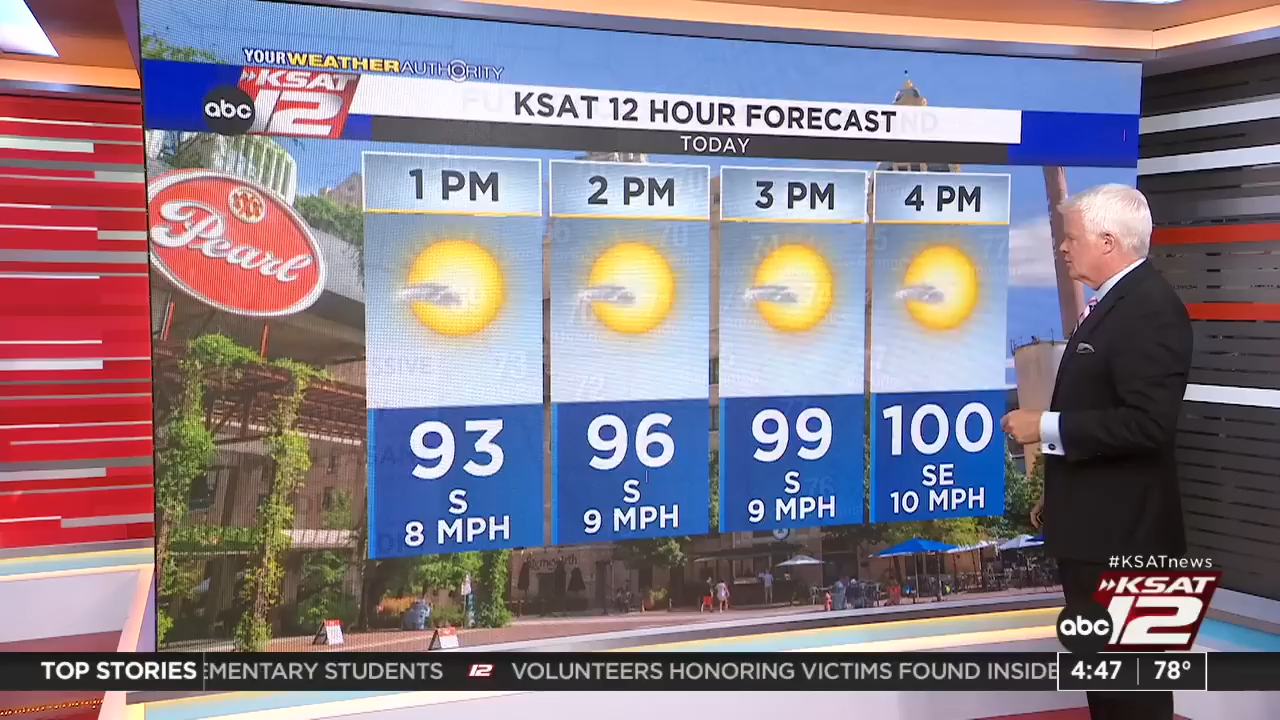 YOUR WEATHER AUTHORITY
abc
»KSAT
12
KSAT 12 HOUR FORECAST
TODAY
Pearl
1 PM
2 PM
3 PM
4 PM
93
96
99
100
S
S
S
SE
8 MPH
9 MPH
9 MPH
10 MPH
#KSATnews
»KSAT
abc
12
TOP STORIES
EMENTARY STUDENTS 12 VOLUNTEERS HONORING VICTIMS FOUND INSIDE
4:47
78°